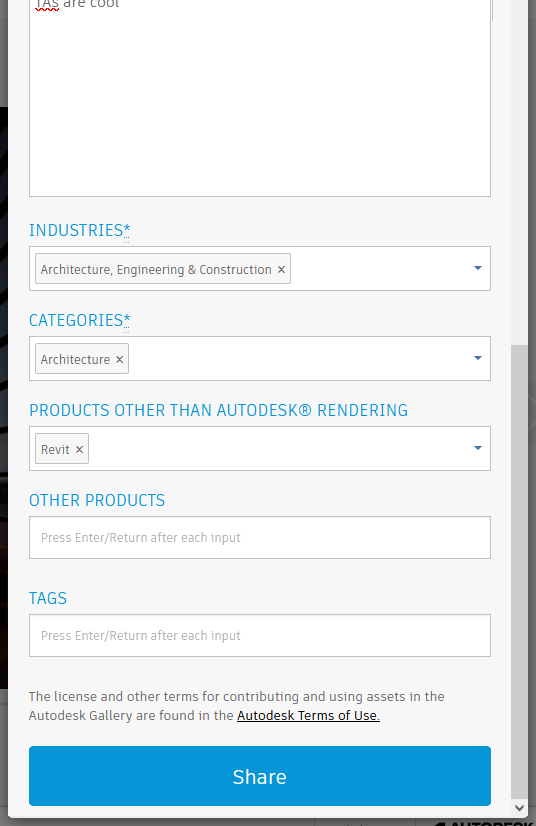 TAs are cool
INDUSTRIES*
Architecture, Engineering & Construction ×
CATEGORIES*
Architecture ×
PRODUCTS OTHER THAN AUTODESK® RENDERING
Revit ×
OTHER PRODUCTS
Press Enter/Return after each input
TAGS
Press Enter/Return after each input
The license and other terms for contributing and using assets in the
Autodesk Gallery are found in the Autodesk Terms of Use.
Share
AUTODESK